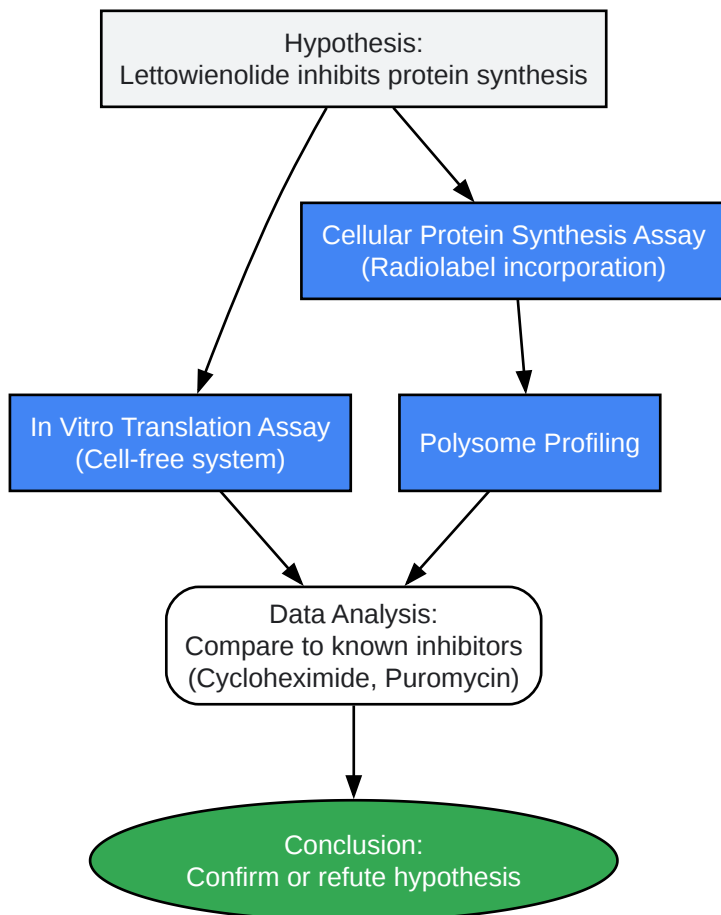 Hypothesis:
Lettowienolide inhibits protein synthesis
Cellular Protein Synthesis Assay
(Radiolabel incorporation)
In Vitro Translation Assay
(Cell-free system)
Polysome Profiling
Data Analysis:
Compare to known inhibitors
(Cycloheximide, Puromycin)
Conclusion:
Confirm or refute hypothesis